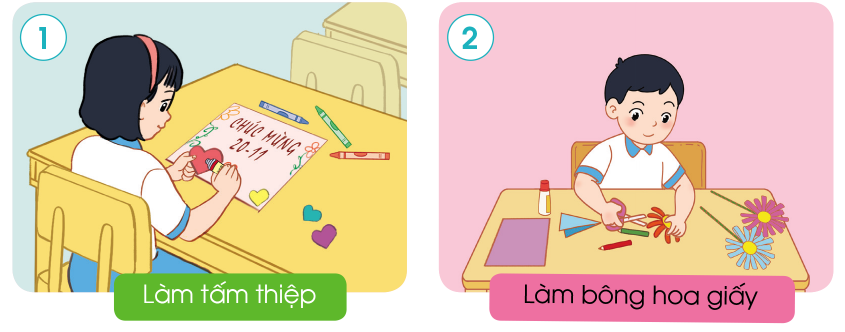 1
CHÚC MỪNG
20-11
Làm tấm thiệp
2
Làm bông hoa giấy